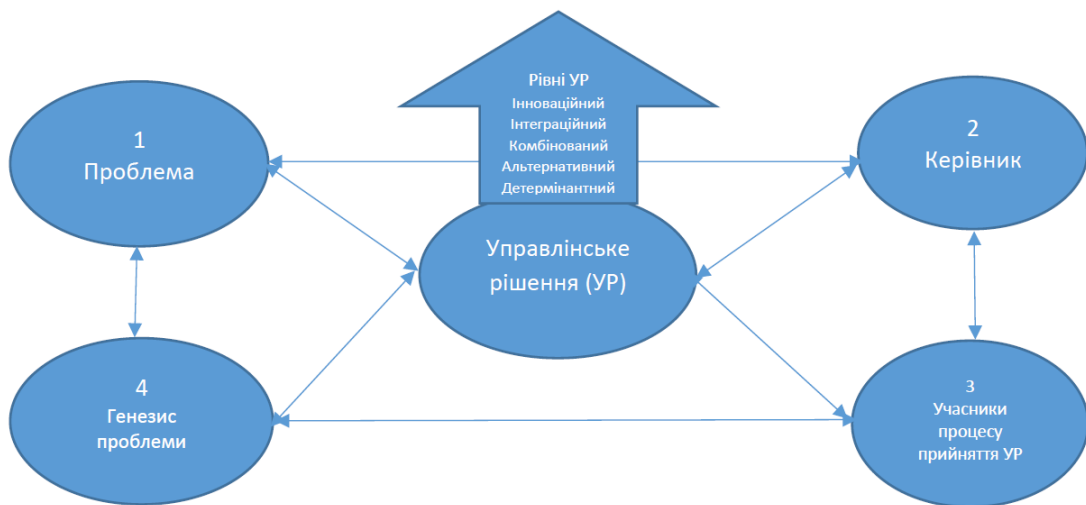 Рівні УР
Інноваційний
Інтеграційний
Комбінований
Альтернативний
Детермінантний
1
Проблема
2
Керівник
Управлінське
рішення (УР)
4
Генезис
проблеми
3
Учасники
процесу
прийняття УР